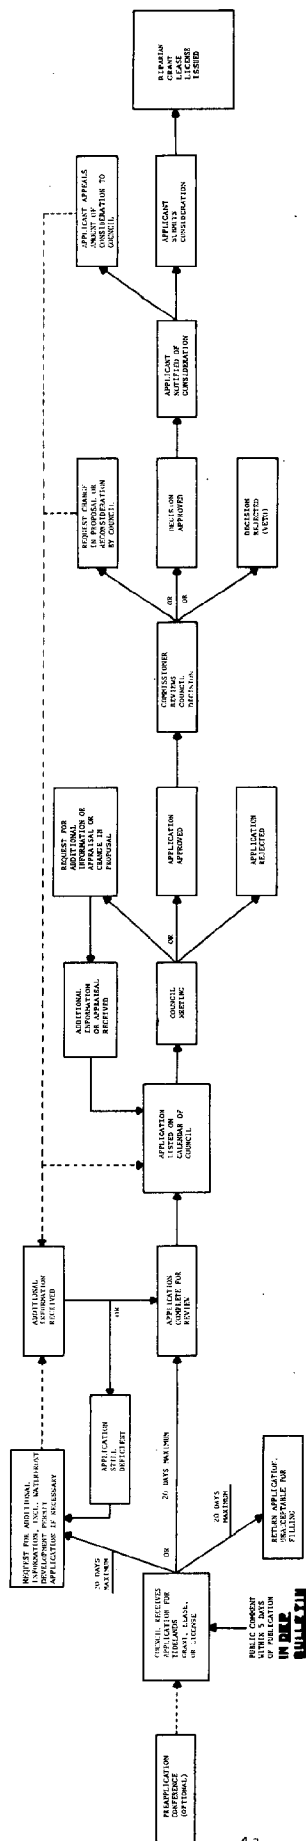 PREAPPLICATION
CONFERENCE
(OPTIONAL)
COUNCIL RECEIVES
APPLICATION FOR
TIDELANDS
GRANT, LEASE,
OR LICENSE
PUBLIC COMMENT
WITHIN 5 DAYS
OF PUBLICATION
IN DEP
BULLETIN
OR
20 DAYS
MAXIMUM
20 DAYS MAXIMUM
20 DAYS
MAXIMUM
REQUEST FOR ADDITIONAL
INFORMATION, INCL. WATERFRONT
DEVELOPMENT PERMIT
APPLICATION IF NECESSARY
RETURN APPLICATION,
UNACCEPTABLE FOR
FILLING
APPLICATION
STILL
DEFICIENT
OR
ADDITIONAL
INFORMATION
RECEIVED
APPLICATION
COMPLETE FOR
REVIEW
APPLICATION
LISTED ON
CALENDAR OF
COUNCIL
ADDITIONAL
INFORMATION
OR APPRAISAL
RECEIVED
COUNCIL
MEETING
OR
REQUEST FOR
ADDITIONAL
INFORMATION OR
APPRAISAL OR
CHANGE IN
PROPOSAL
APPLICATION
APPROVED
APPLICATION
REJECTED
COMMISSIONER
REVIEWS
COUNCIL
DECISION
OR
OR
REQUEST CHANGE
IN PROPOSAL OR
RECONSIDERATION
BY COUNCIL
DECISION
APPROVED
DECISION
REJECTED
(VETO)
APPLICANT
NOTIFIED OF
CONSIDERATION
APPLICANT APPEALS
AMOUNT OF
CONSIDERATION TO
COUNCIL
APPLICANT
SUBMITS
CONSIDERATION
RIPARIAN
GRANT
LEASE
LICENSE
ISSUED